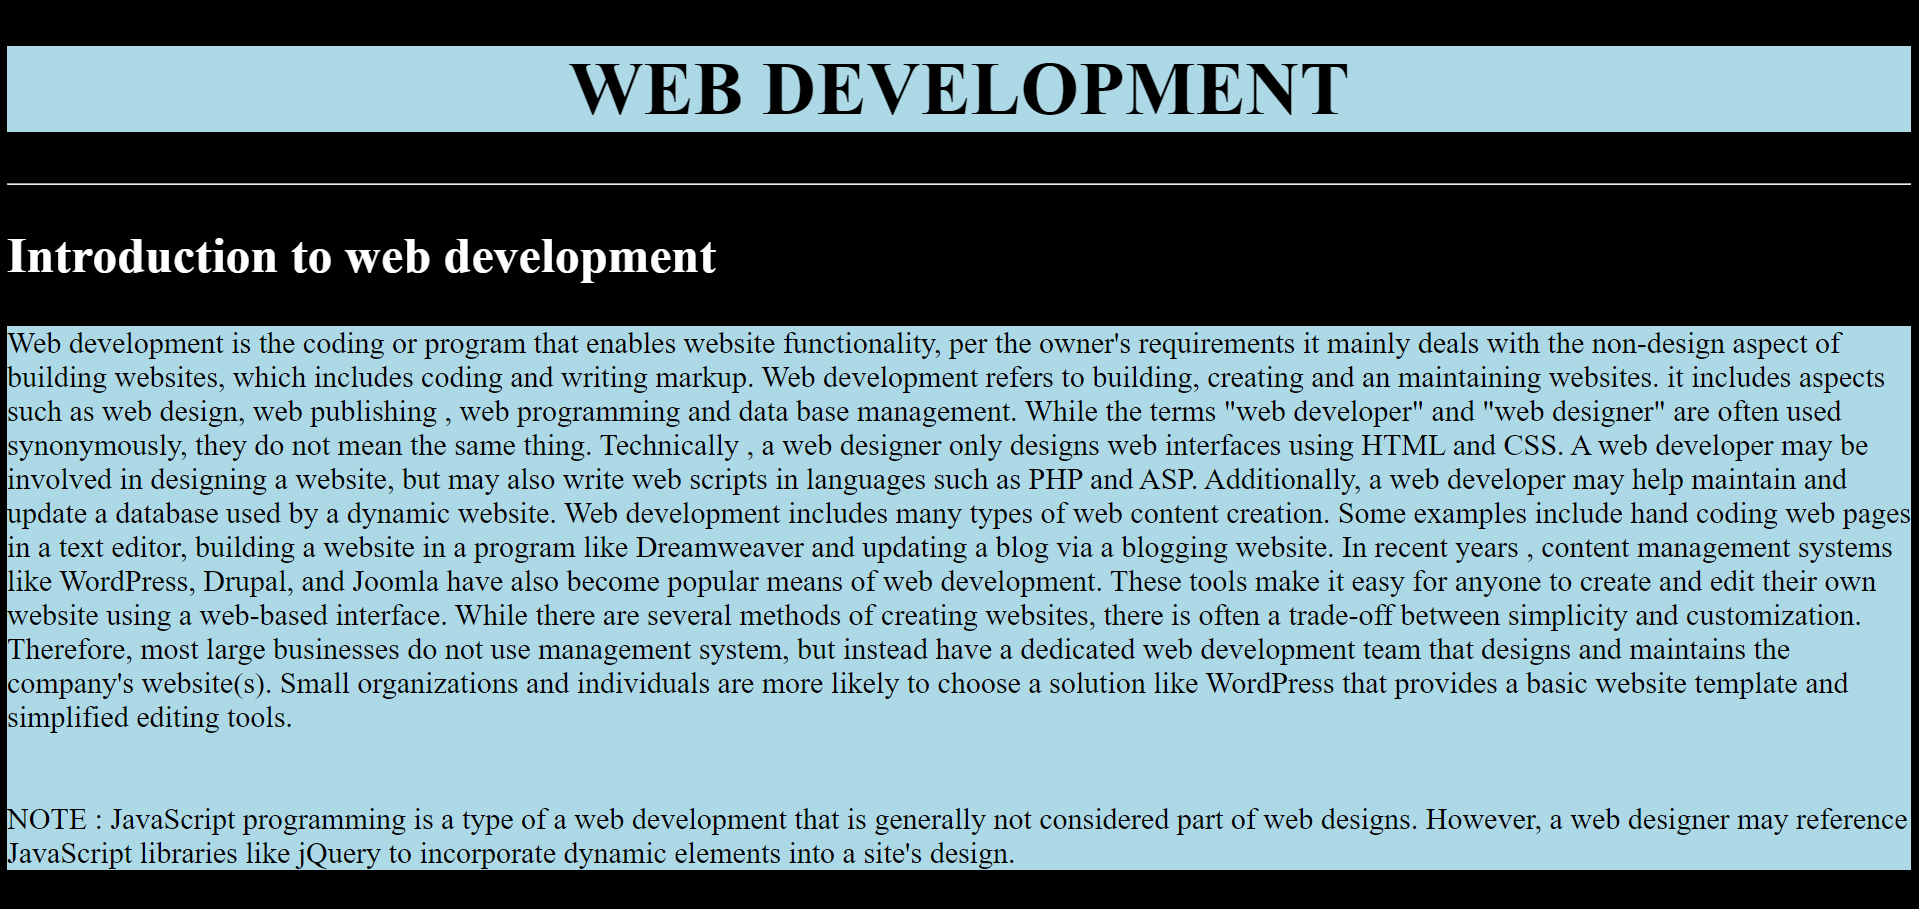 WEB DEVELOPMENT
Introduction to web development
Web development is the coding or program that enables website functionality, per the owner's requirements it mainly deals with the non-design aspect of
building websites, which includes coding and writing markup. Web development refers to building, creating and an maintaining websites. it includes aspects
such as web design, web publishing , web programming and data base management. While the terms "web developer" and "web designer" are often used
synonymously, they do not mean the same thing. Technically , a web designer only designs web interfaces using HTML and CSS. A web developer may be
involved in designing a website, but may also write web scripts in languages such as PHP and ASP. Additionally, a web developer may help maintain and
update a database used by a dynamic website. Web development includes many types of web content creation. Some examples include hand coding web pages
in a text editor, building a website in a program like Dreamweaver and updating a blog via a blogging website. In recent years , content management systems
like WordPress, Drupal, and Joomla have also become popular means of web development. These tools make it easy for anyone to create and edit their own
website using a web-based interface. While there are several methods of creating websites, there is often a trade-off between simplicity and customization.
Therefore, most large businesses do not use management system, but instead have a dedicated web development team that designs and maintains the
company's website(s). Small organizations and individuals are more likely to choose a solution like WordPress that provides a basic website template and
simplified editing tools.
NOTE : JavaScript programming is a type of a web development that is generally not considered part of web designs. However, a web designer may reference
JavaScript libraries like jQuery to incorporate dynamic elements into a site's design.